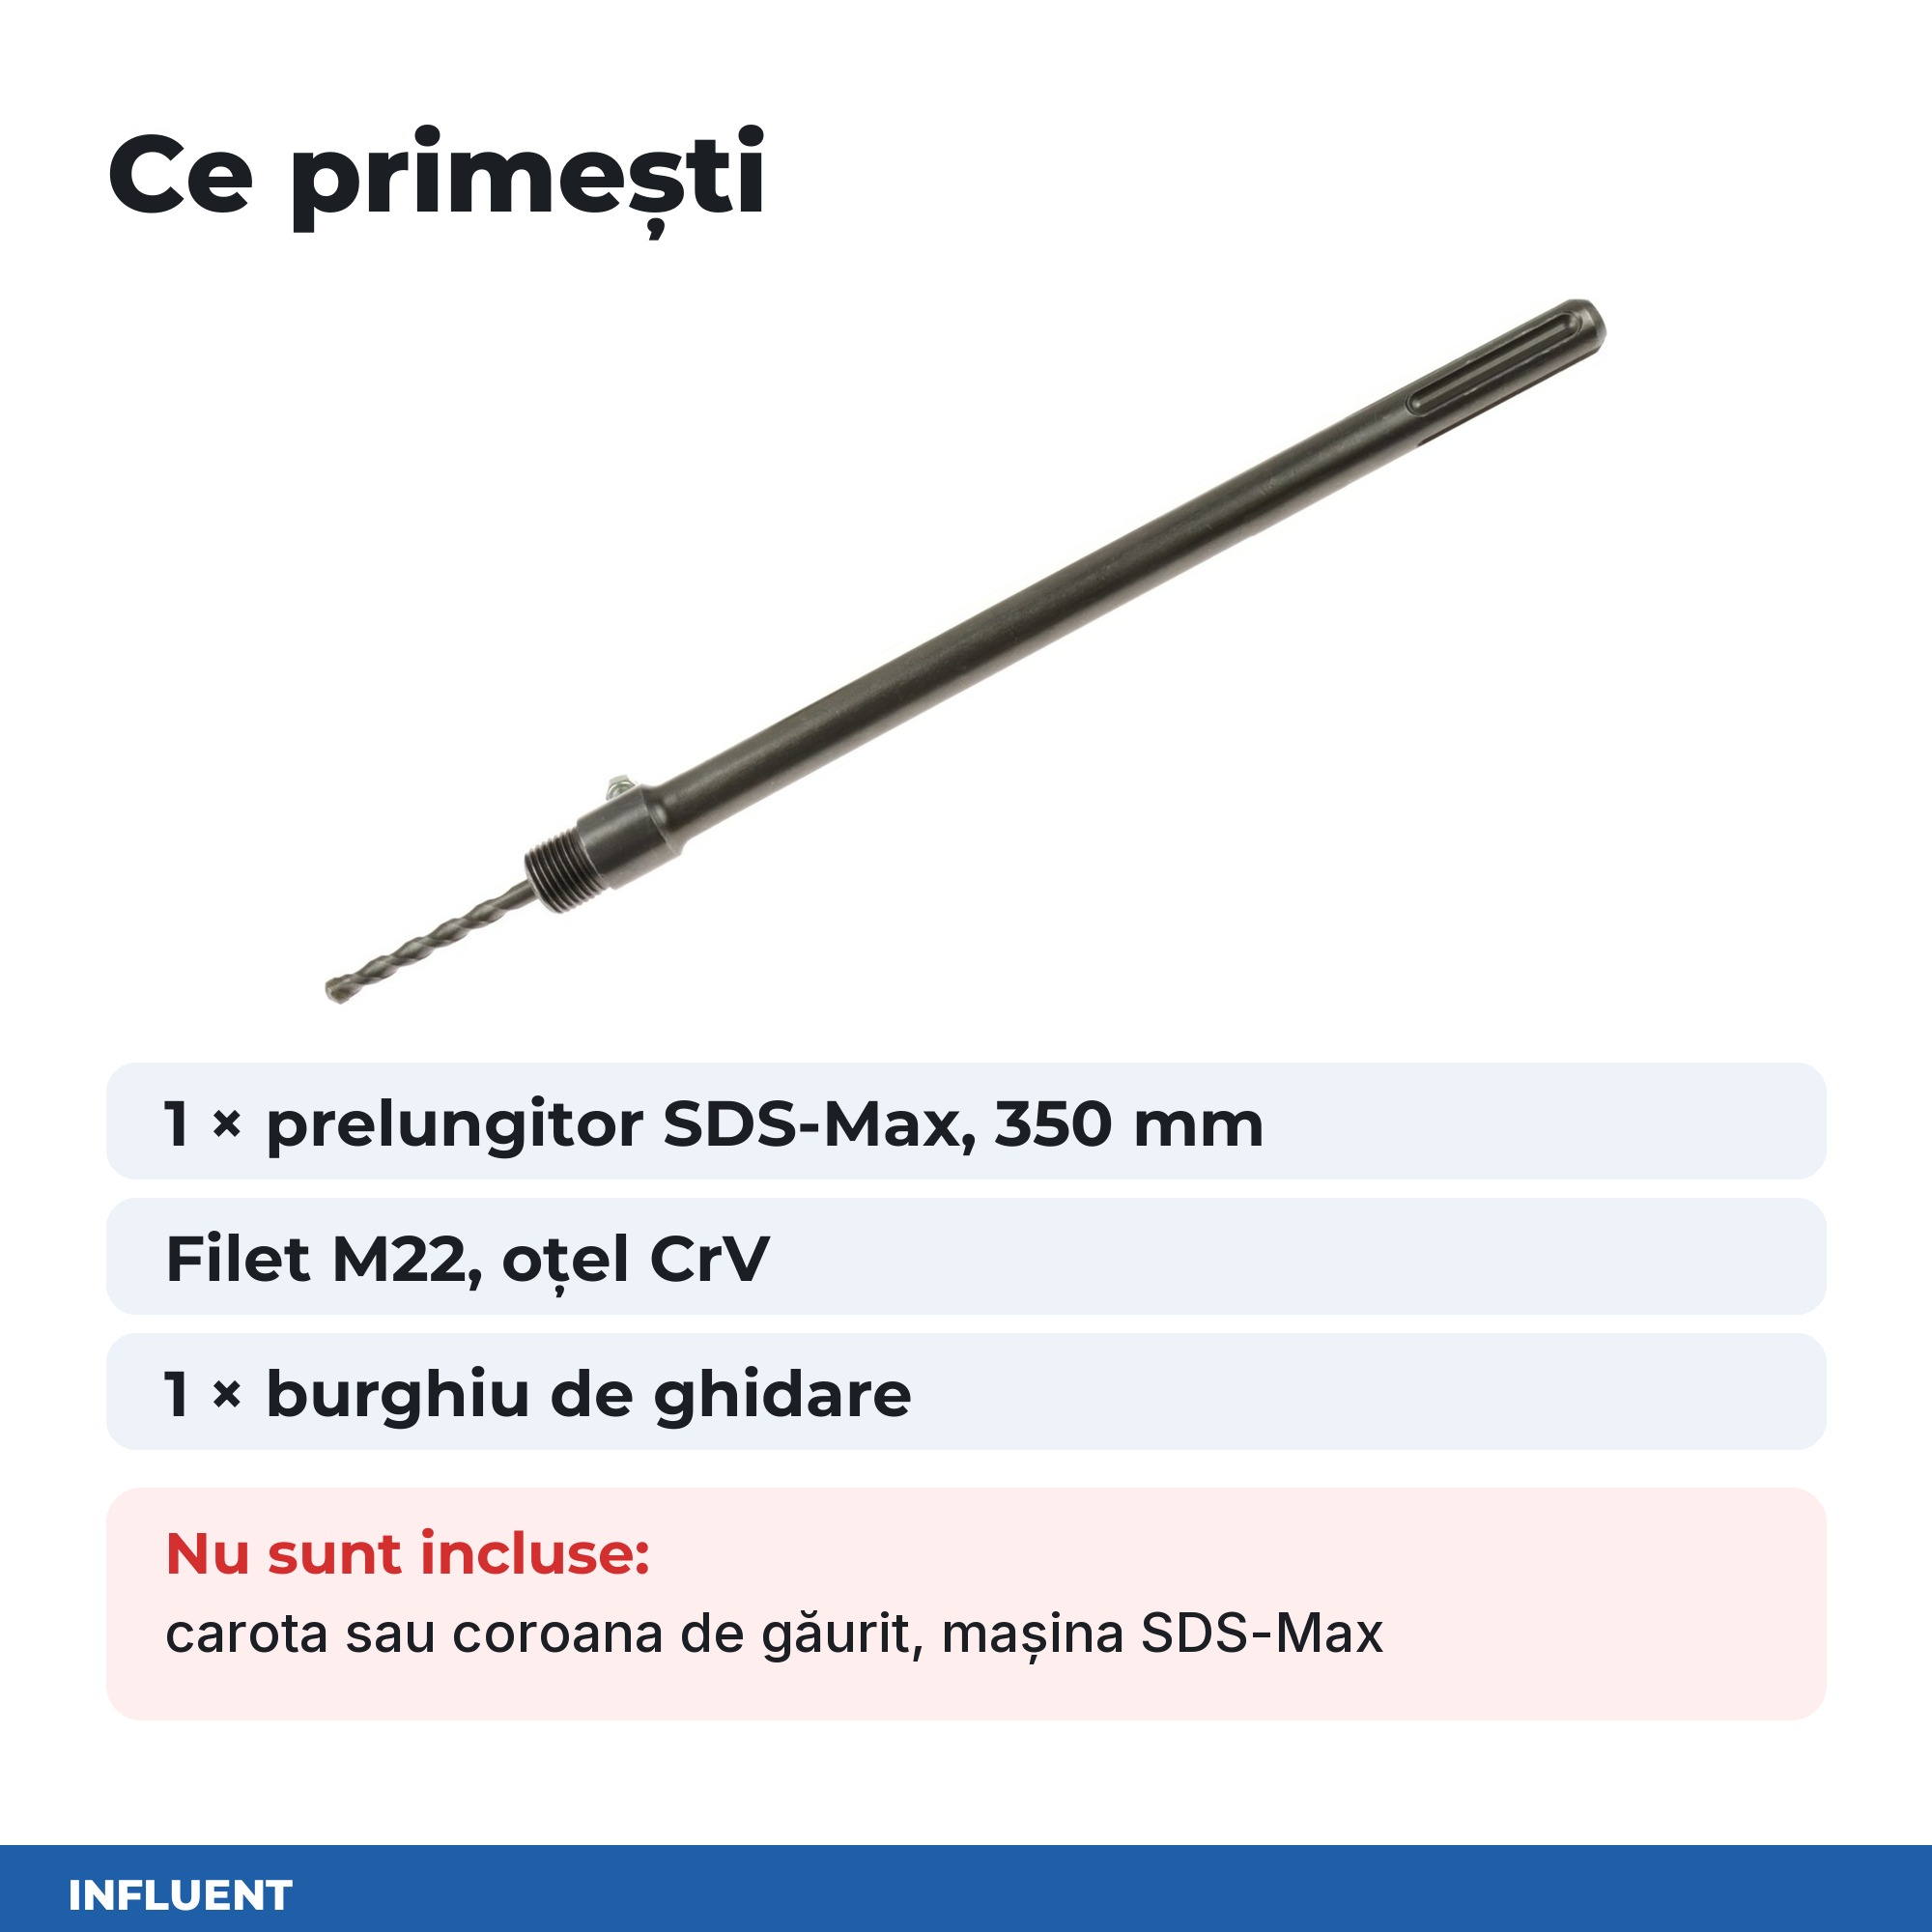 Ce primești
1 × prelungitor SDS-Max, 350 mm
Filet M22, oțel CrV
1 × burghiu de ghidare
Nu sunt incluse:
carota sau coroana de găurit, mașina SDS-Max
INFLUENT